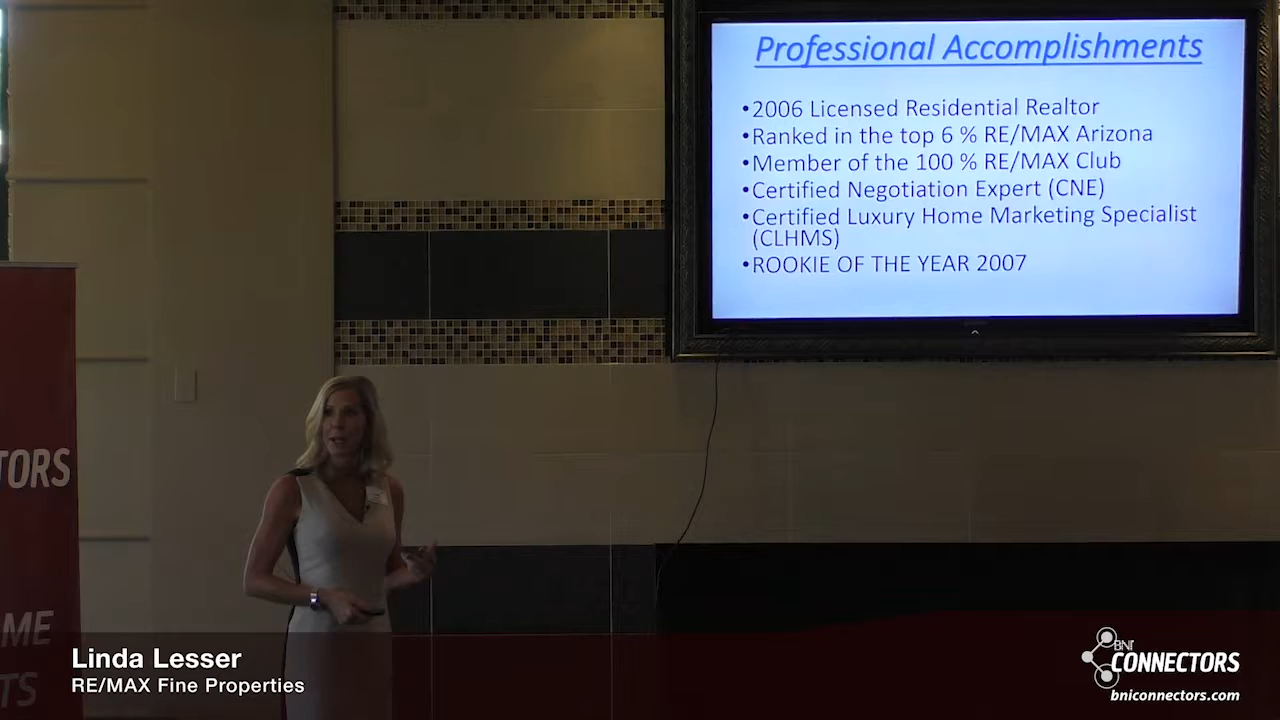 Professional Accomplishments
•2006 Licensed Residential Realtor
•Ranked in the top 6 % RE/MAX Arizona
•Member of the 100 % RE/MAX Club
•Certified Negotiation Expert (CNE)
•Certified Luxury Home Marketing Specialist
(CLHMS)
•ROOKIE OF THE YEAR 2007
TORS
ME
TS
Linda Lesser
RE/MAX Fine Properties
BNI
CONNECTORS
bniconnectors.com